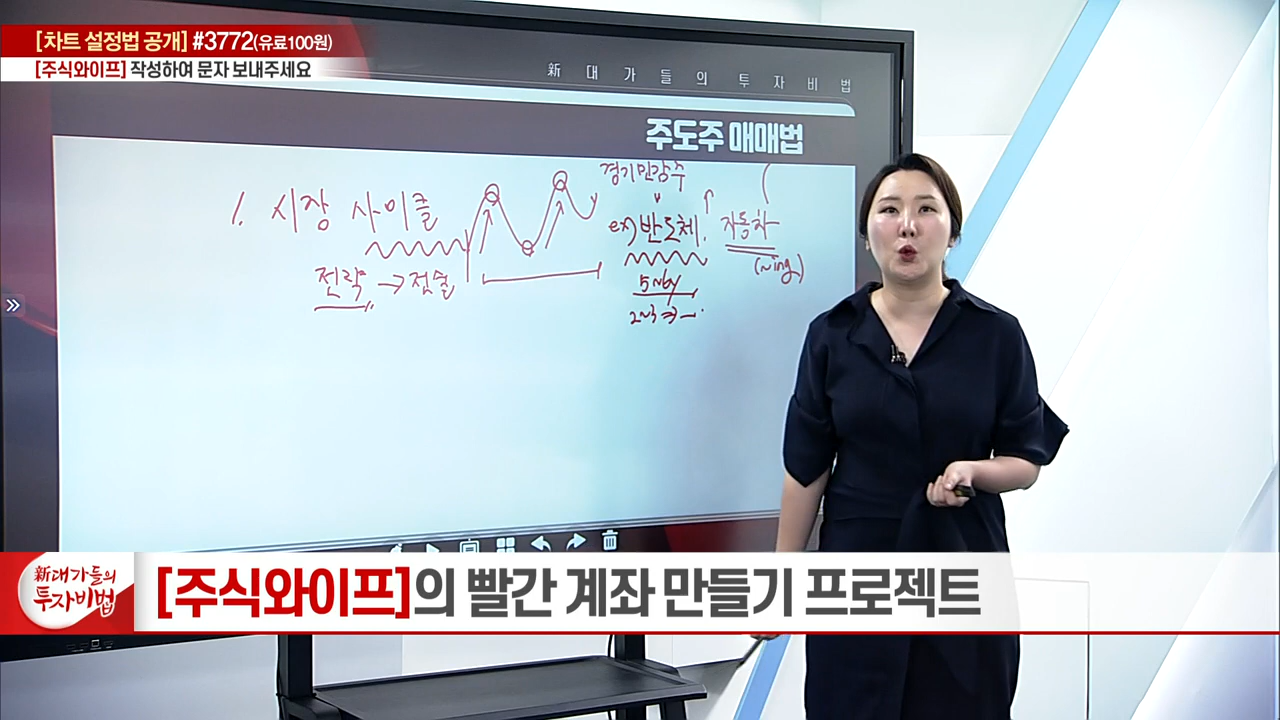 [차트 설정법 공개] #3772(유료100원)
[주식와이프] 작성하여 문자 보내주세요
新 대 가 들 의 투 자 비 법
주도주 매매법
1. 시장 사이클
전략 → 전술
경기민감주
ex) 반도체, 자동차
(~ing)
5~6y
新대가들의
투자비법
[주식와이프]의 빨간 계좌 만들기 프로젝트